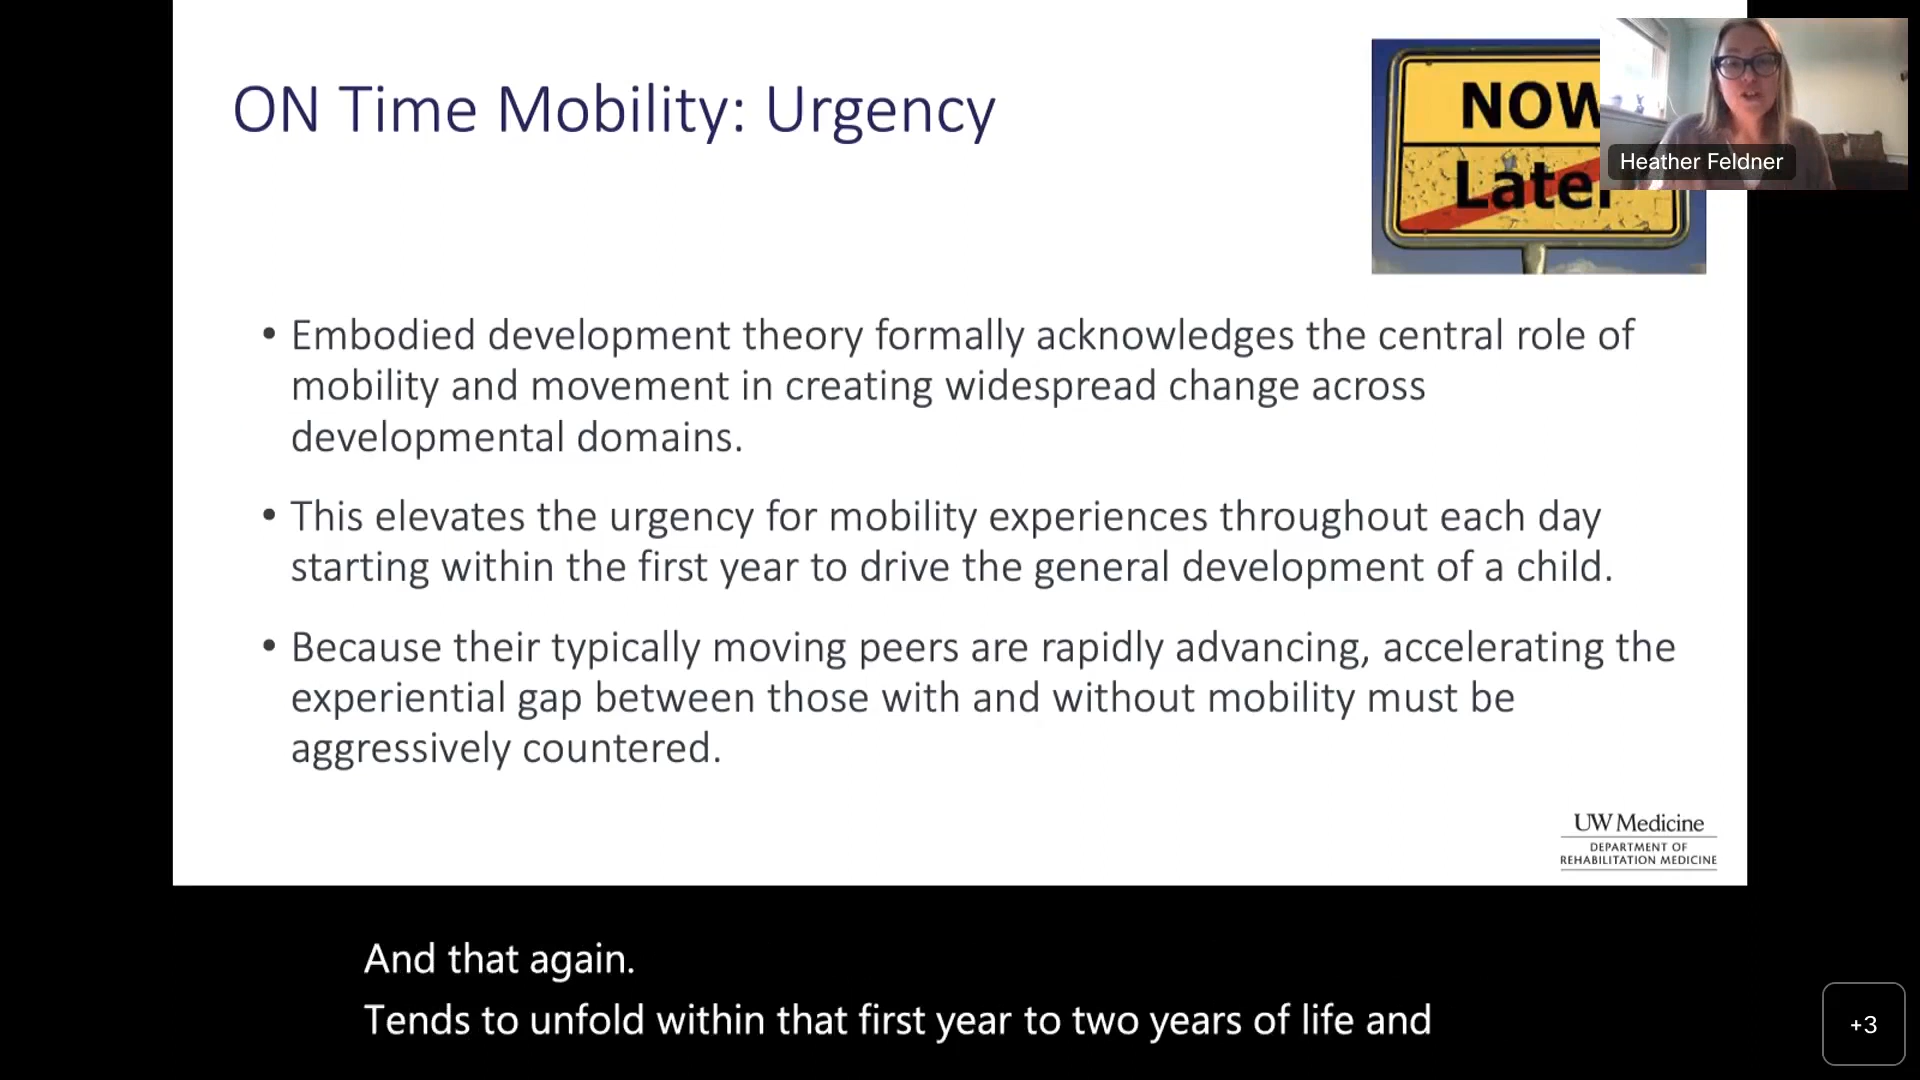 ON Time Mobility: Urgency
NOW
Later
Heather Feldner
• Embodied development theory formally acknowledges the central role of
mobility and movement in creating widespread change across
developmental domains.
• This elevates the urgency for mobility experiences throughout each day
starting within the first year to drive the general development of a child.
• Because their typically moving peers are rapidly advancing, accelerating the
experiential gap between those with and without mobility must be
aggressively countered.
UW Medicine
DEPARTMENT OF
REHABILITATION MEDICINE
And that again.
Tends to unfold within that first year to two years of life and
+3